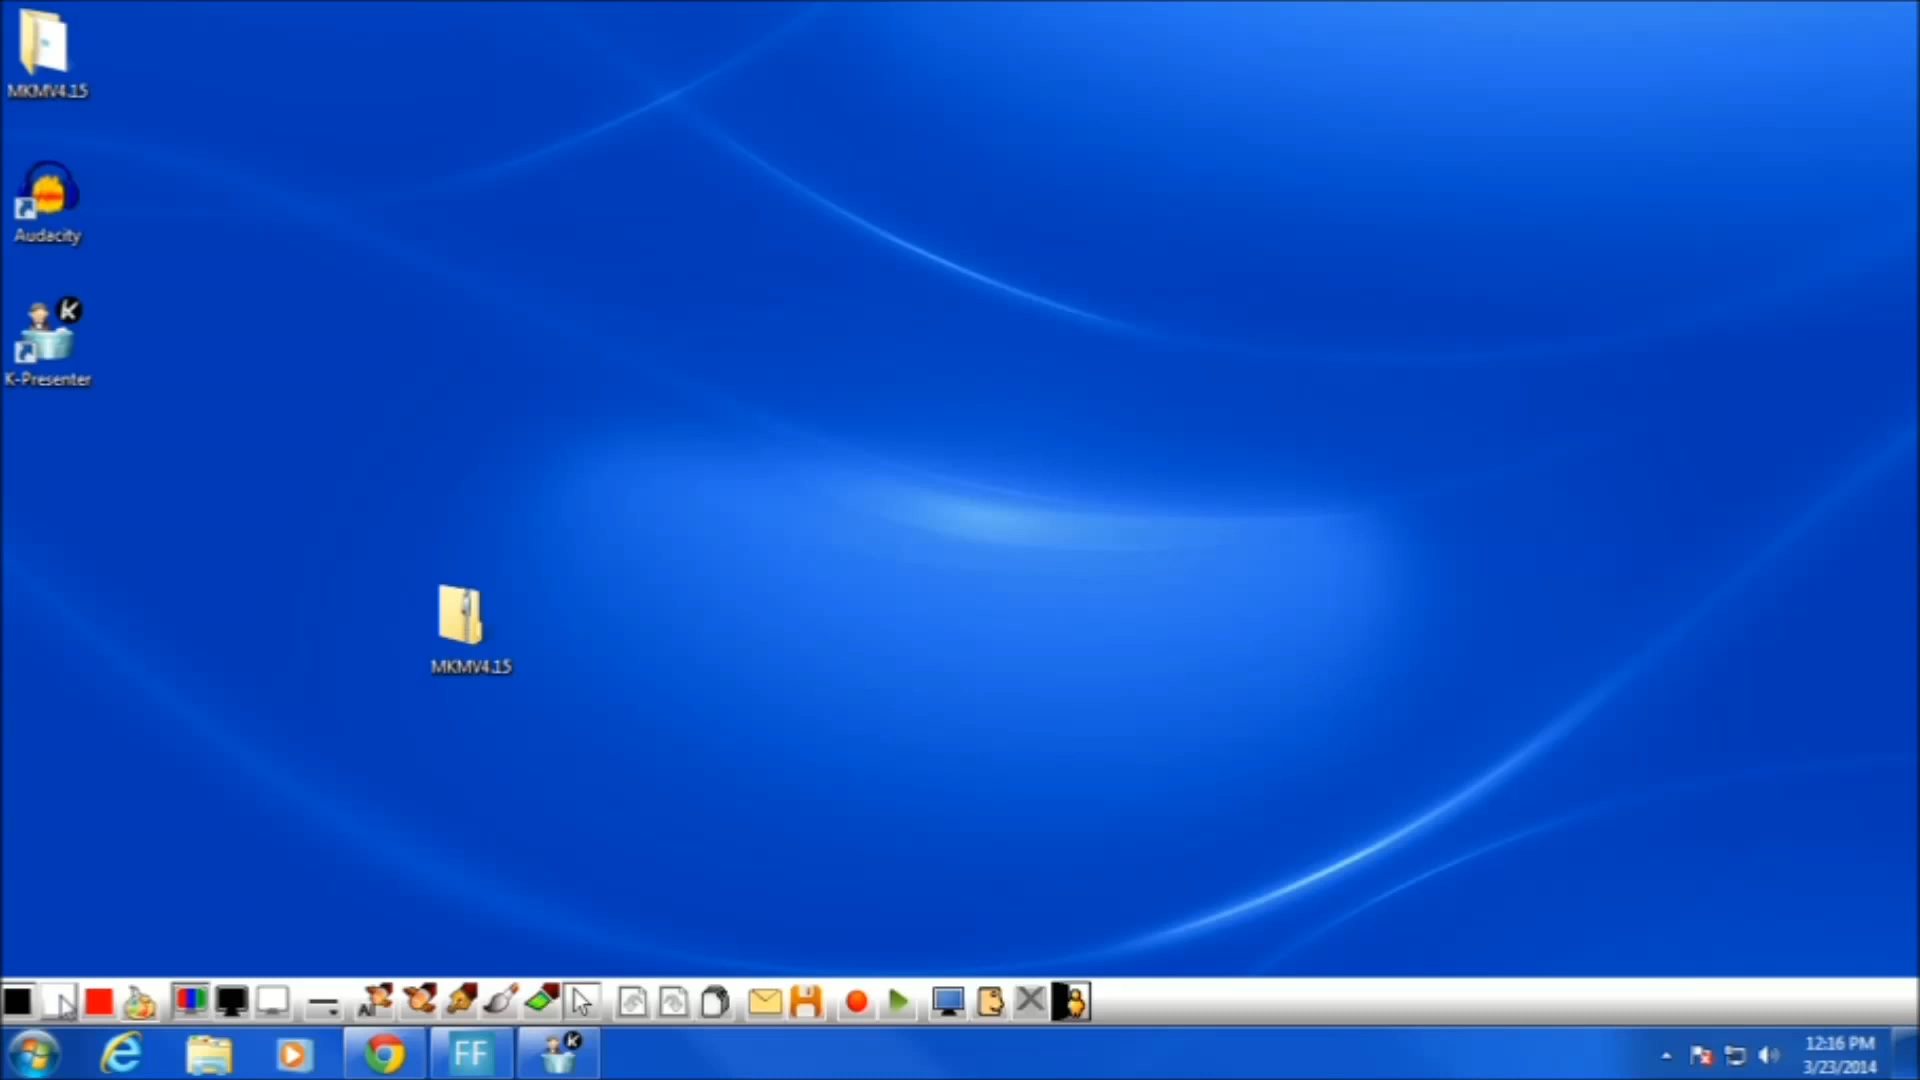 MKMV4.15
Audacity
K
K-Presenter
MKMV4.15
A
FF
K
12:16 PM
3/23/2014